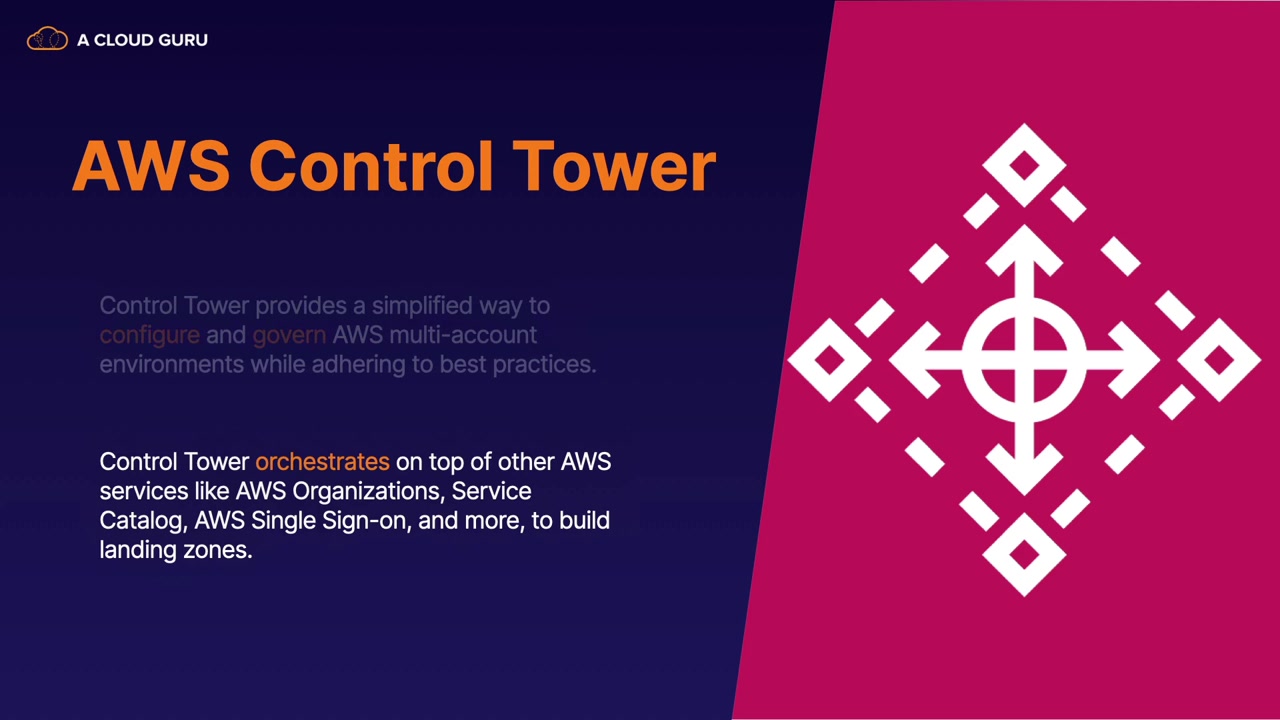 A CLOUD GURU
AWS Control Tower
Control Tower provides a simplified way to
configure and govern AWS multi-account
environments while adhering to best practices.
Control Tower orchestrates on top of other AWS
services like AWS Organizations, Service
Catalog, AWS Single Sign-on, and more, to build
landing zones.